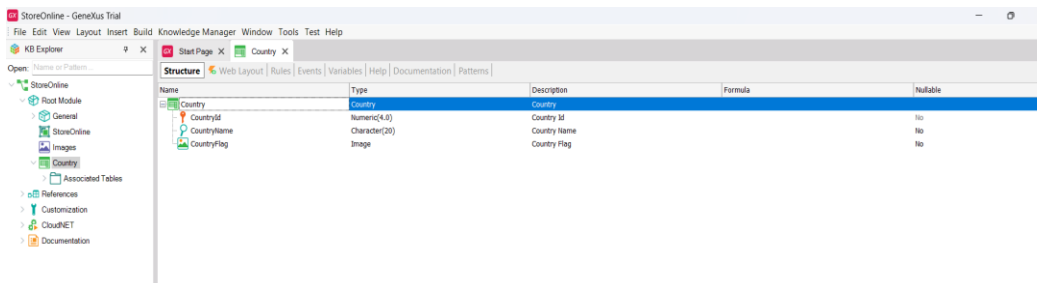 GX StoreOnline - GeneXus Trial
File Edit View Layout Insert Build Knowledge Manager Window Tools Test Help
KB Explorer
GX Start Page X Country X
Open: Name or Pattern...
Structure Web Layout Rules Events Variables Help Documentation Patterns
StoreOnline
Name Type Description Formula Nullable
Root Module
Country Country Country
General
CountryId Numeric(4.0) Country Id No
StoreOnline
CountryName Character(20) Country Name No
Images
CountryFlag Image Country Flag No
Country
Associated Tables
References
Customization
CloudNET
Documentation